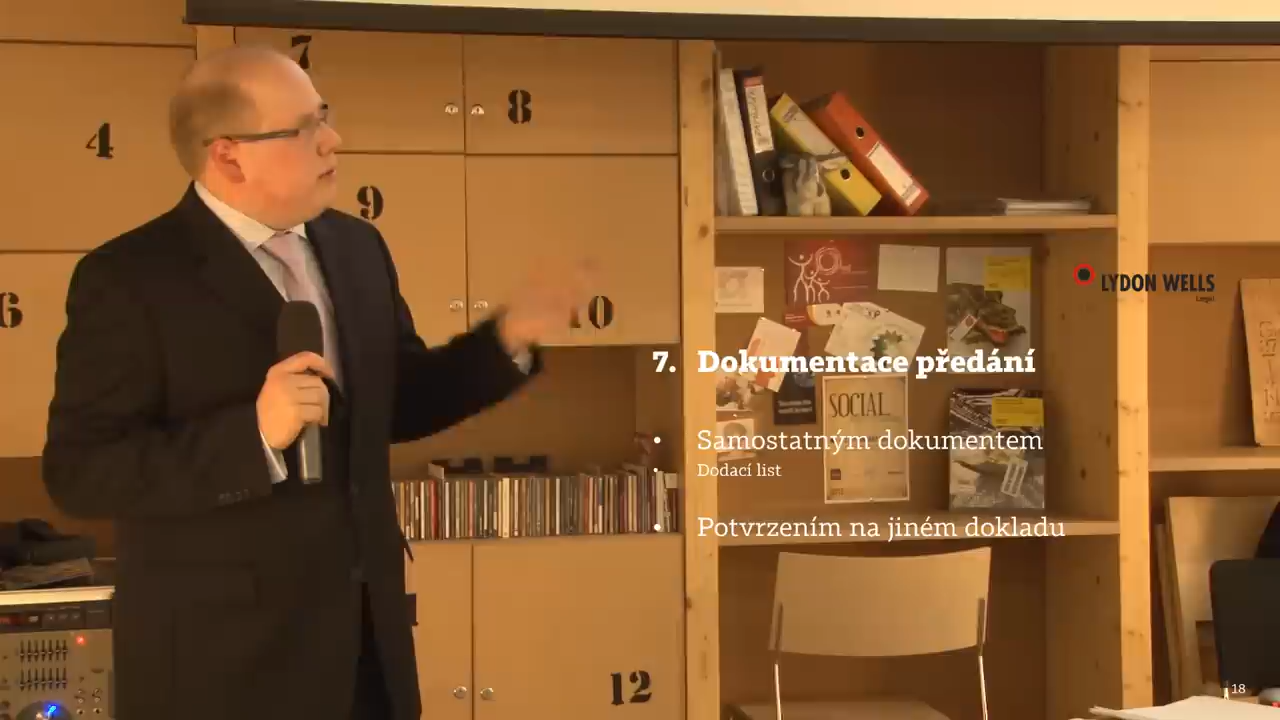 7
4
8
9
6
10
LYDON WELLS
Legal
7. Dokumentace předání
SOCIAL
• Samostatným dokumentem
• Dodací list
• Potvrzením na jiném dokladu
12
18